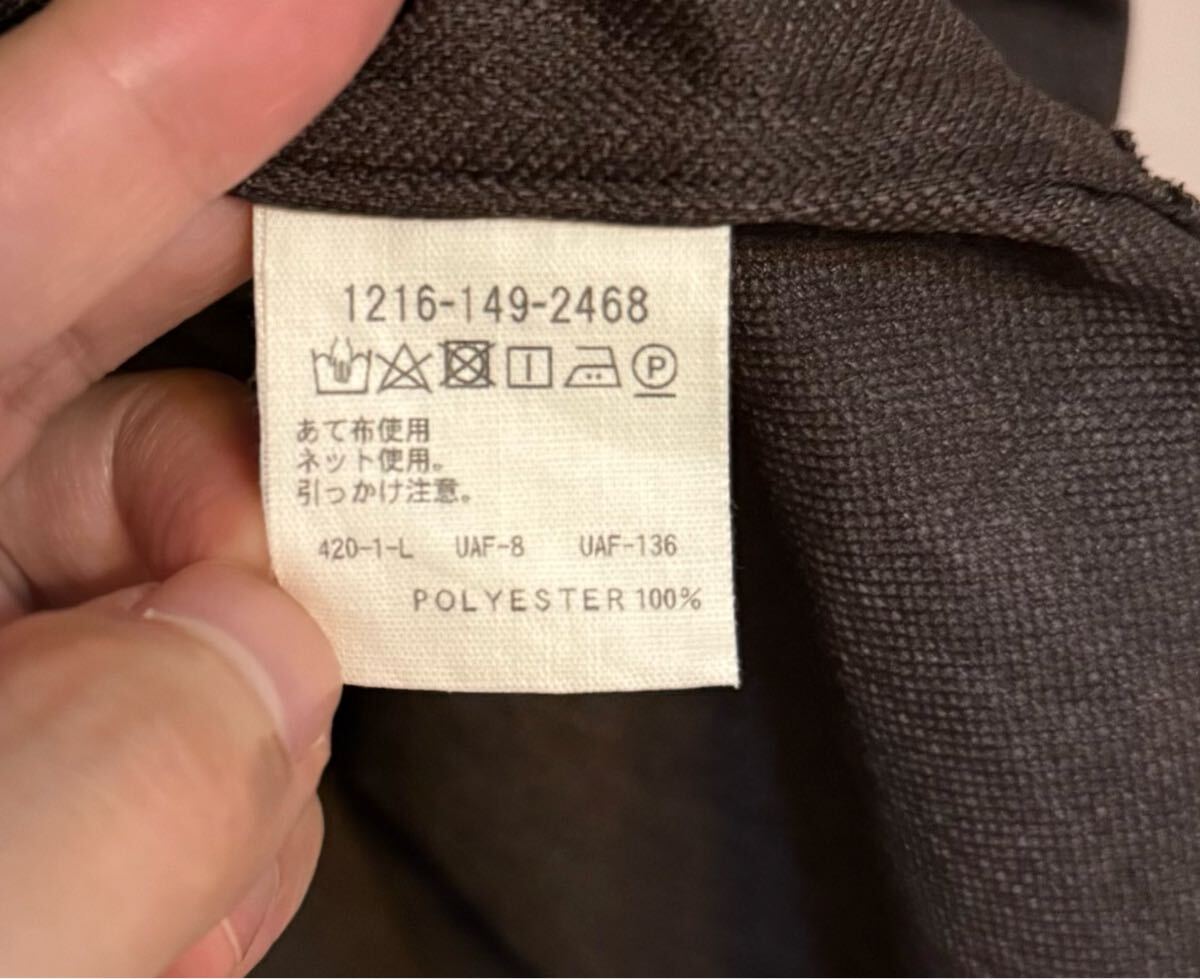 1216-149-2468
P
あて布使用
ネット使用。
引っかけ注意。
420-1-L UAF-8 UAF-136
POLYESTER 100%